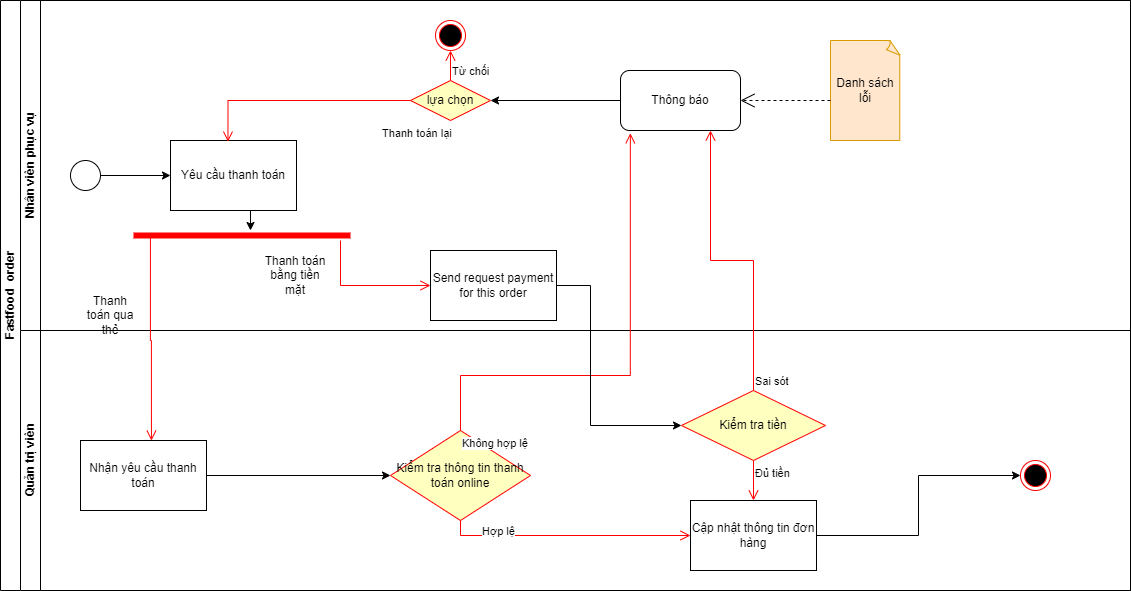 Fastfood order
Nhân viên phục vụ
Quản trị viên
Từ chối
lựa chọn
Thanh toán lại
Thông báo
Danh sách
lỗi
Yêu cầu thanh toán
Thanh toán
bằng tiền
mặt
Send request payment
for this order
Thanh
toán qua
thẻ
Sai sót
Kiểm tra tiền
Không hợp lệ
Nhận yêu cầu thanh
toán
Kiểm tra thông tin thanh
toán online
Đủ tiền
Hợp lệ
Cập nhật thông tin đơn
hàng